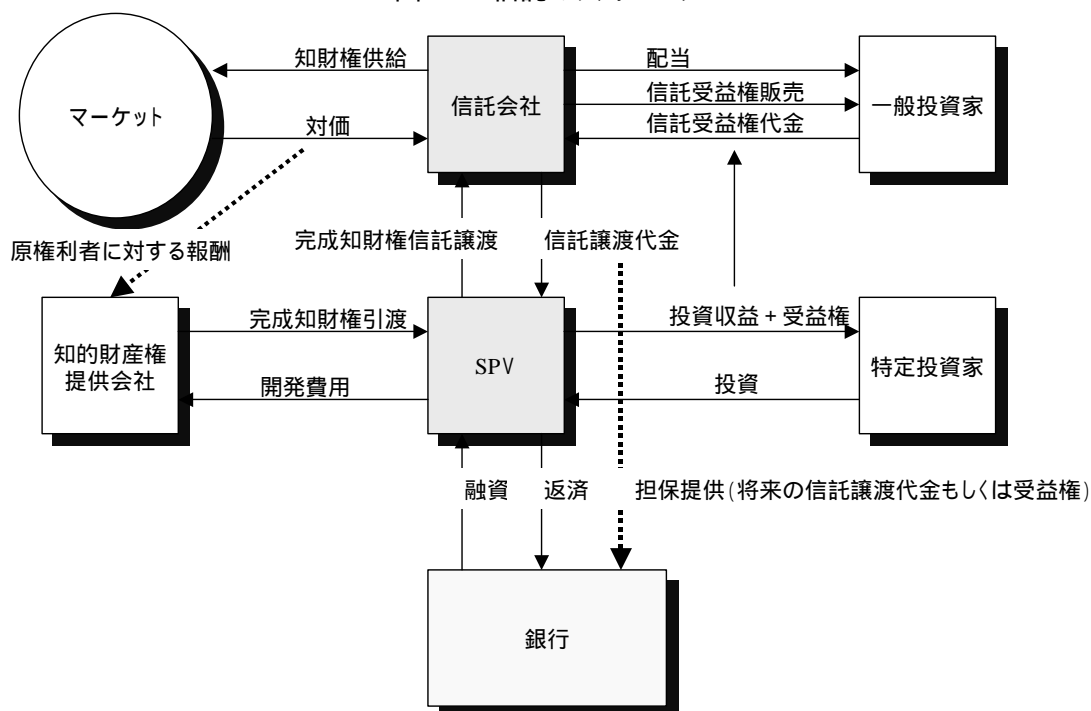 知財権供給
配当
マーケット
信託会社
信託受益権販売
一般投資家
対価
信託受益権代金
原権利者に対する報酬
完成知財権信託譲渡
信託譲渡代金
完成知財権引渡
投資収益+受益権
知的財産権
提供会社
SPV
特定投資家
開発費用
投資
融資
返済
担保提供(将来の信託譲渡代金もしくは受益権)
銀行